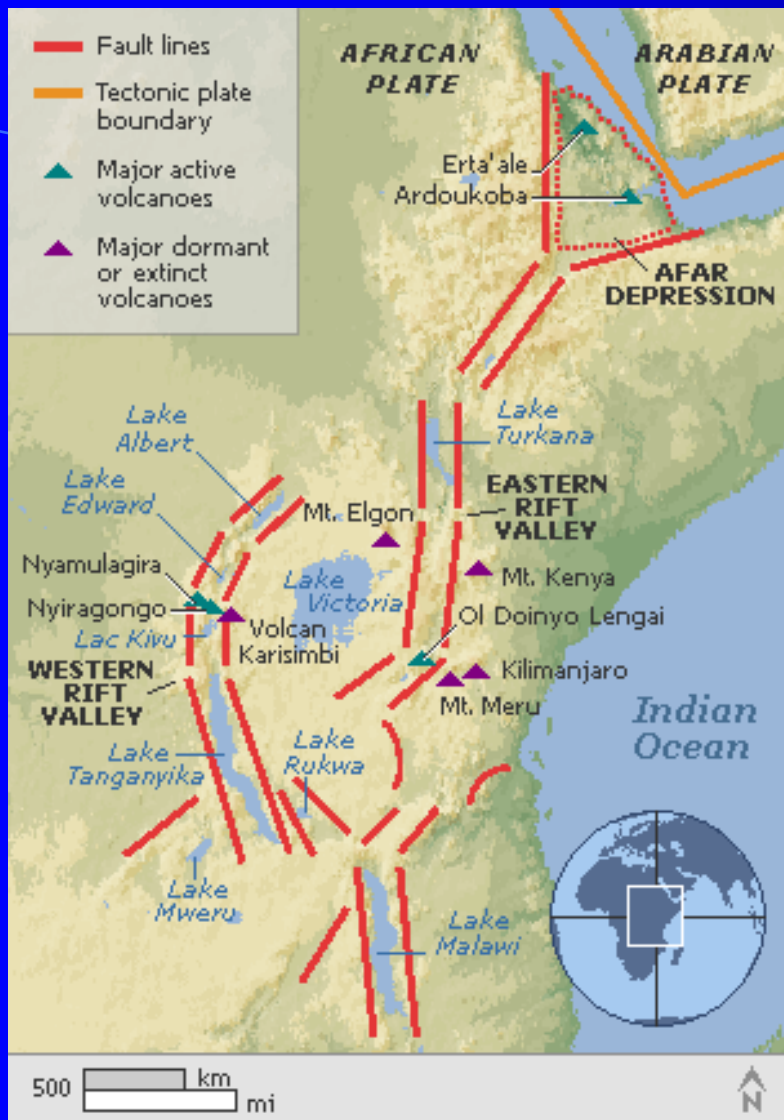 Fault lines
Tectonic plate
boundary
Major active
volcanoes
Major dormant
or extinct
volcanoes
AFRICAN
PLATE
ARABIAN
PLATE
Erta'ale
Ardoukoba
AFAR
DEPRESSION
Lake
Albert
Lake
Turkana
Lake
Edward
EASTERN
RIFT
VALLEY
Mt. Elgon
Nyamulagira
Mt. Kenya
Lake
Victoria
Nyiragongo
Ol Doinyo Lengai
Lac Kivu
Volcan
Karisimbi
WESTERN
RIFT
VALLEY
Kilimanjaro
Mt. Meru
Indian
Ocean
Lake
Tanganyika
Lake
Rukwa
Lake
Mweru
Lake
Malawi
500 km
mi
N